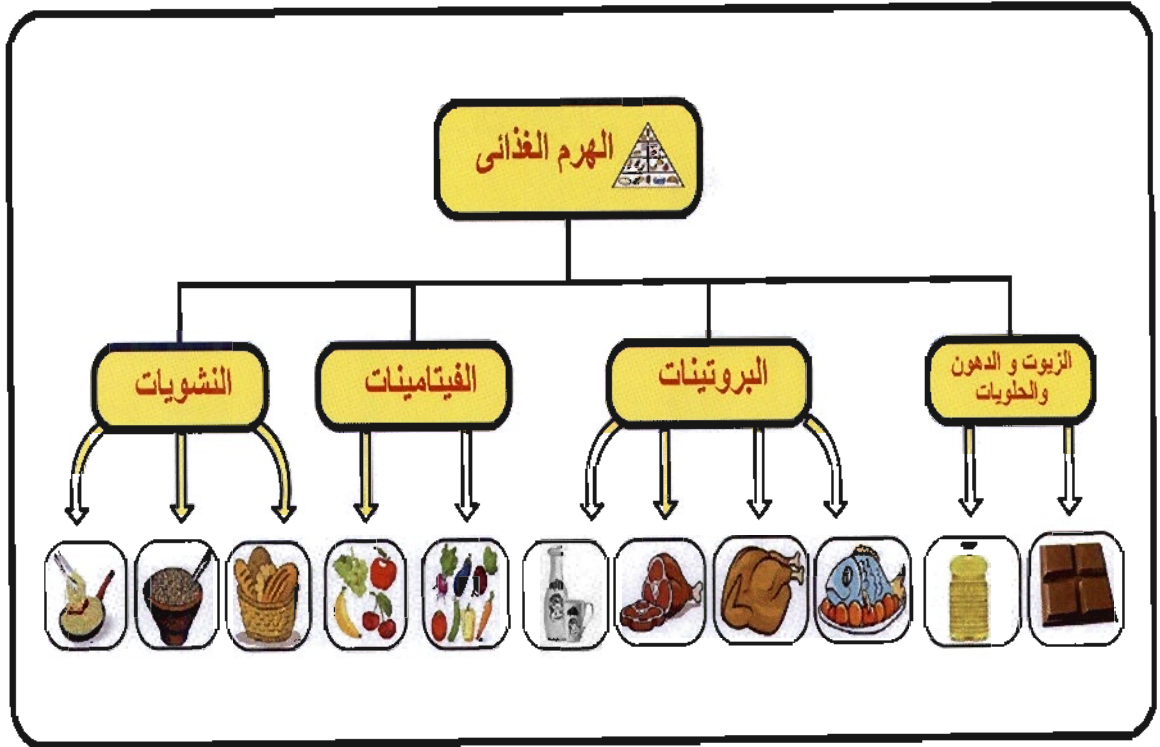 الهرم الغذائى
الزيوت و الدهون
والحلويات
البروتينات
الفيتامينات
النشويات